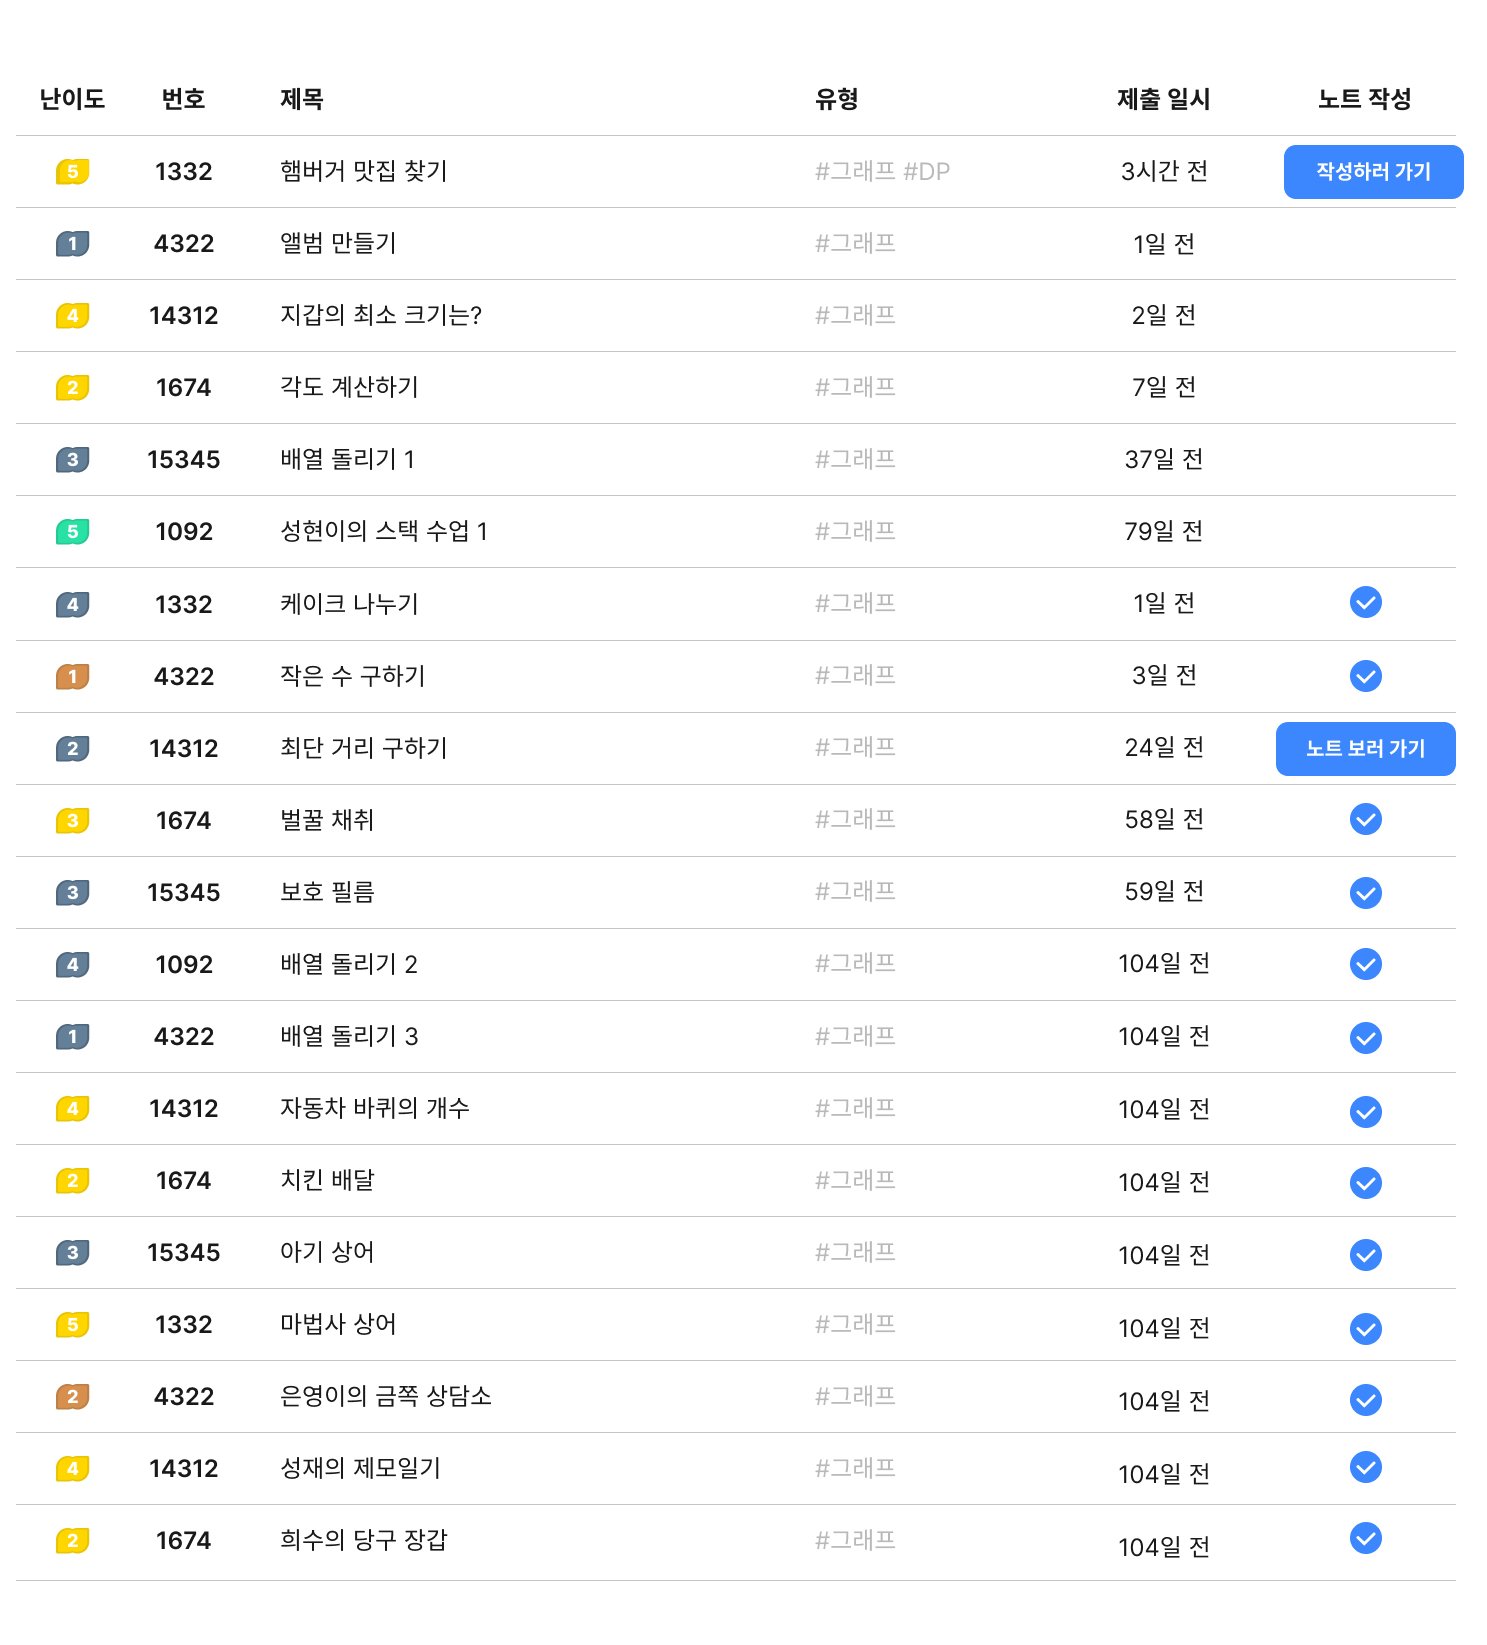 난이도 번호 제목 유형 제출 일시 노트 작성
5 1332 햄버거 맛집 찾기 #그래프 #DP 3시간 전 작성하러 가기
1 4322 앨범 만들기 #그래프 1일 전
4 14312 지갑의 최소 크기는? #그래프 2일 전
2 1674 각도 계산하기 #그래프 7일 전
3 15345 배열 돌리기 1 #그래프 37일 전
5 1092 성현이의 스택 수업 1 #그래프 79일 전
4 1332 케이크 나누기 #그래프 1일 전
1 4322 작은 수 구하기 #그래프 3일 전
2 14312 최단 거리 구하기 #그래프 24일 전 노트 보러 가기
3 1674 벌꿀 채취 #그래프 58일 전
3 15345 보호 필름 #그래프 59일 전
4 1092 배열 돌리기 2 #그래프 104일 전
1 4322 배열 돌리기 3 #그래프 104일 전
4 14312 자동차 바퀴의 개수 #그래프 104일 전
2 1674 치킨 배달 #그래프 104일 전
3 15345 아기 상어 #그래프 104일 전
5 1332 마법사 상어 #그래프 104일 전
2 4322 은영이의 금쪽 상담소 #그래프 104일 전
4 14312 성재의 제모일기 #그래프 104일 전
2 1674 희수의 당구 장갑 #그래프 104일 전